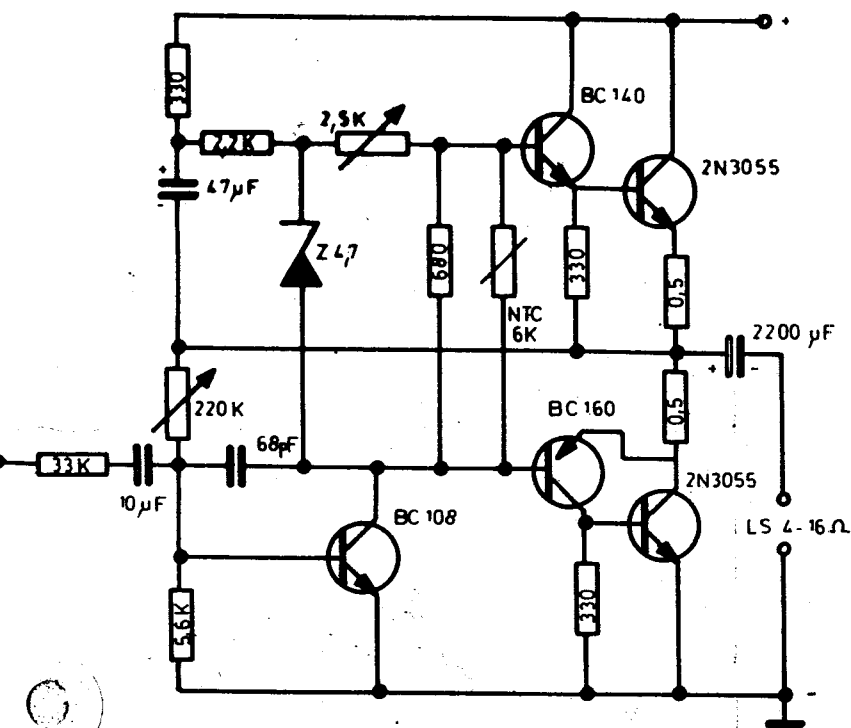 +
330
BC 140
2,5K
2,2K
2N3055
+
47µF
-
Z 4,7
680
330
0,5
NTC
6K
2200 µF
+ -
220K
BC 160
0,5
68pF
33K
2N3055
10µF
BC 108
LS 4-16Ω
330
5,6K
-